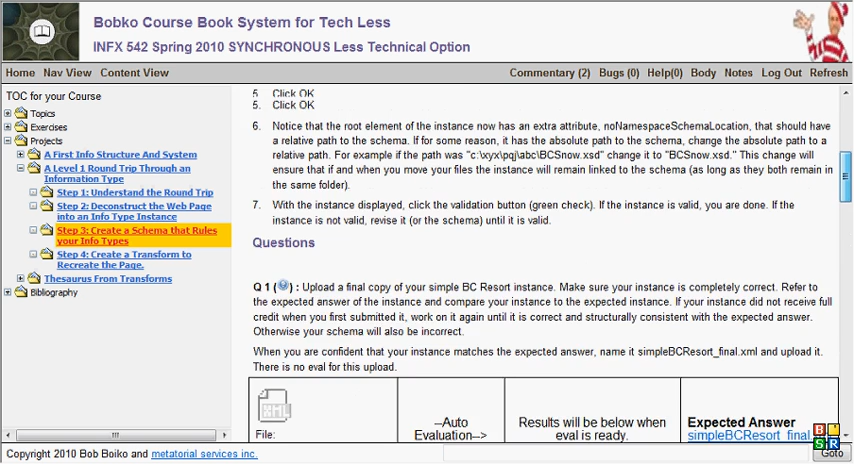 Bobko Course Book System for Tech Less
INFX 542 Spring 2010 SYNCHRONOUS Less Technical Option
Home Nav View Content View Commentary (2) Bugs (0) Help(0) Body Notes Log Out Refresh
TOC for your Course
Topics
Exercises
Projects
A First Info Structure And System
A Level 1 Round Trip Through an
Information Type
Step 1: Understand the Round Trip
Step 2: Deconstruct the Web Page
into an Info Type Instance
Step 3: Create a Schema that Rules
your Info Types
Step 4: Create a Transform to
Recreate the Page.
Thesaurus From Transforms
Bibliography
5. Click OK
5. Click OK
6. Notice that the root element of the instance now has an extra attribute, noNamespaceSchemaLocation, that should have
a relative path to the schema. If for some reason, it has the absolute path to the schema, change the absolute path to a
relative path. For example if the path was "c:\xyx\pqj\abc\BCSnow.xsd" change it to "BCSnow.xsd." This change will
ensure that if and when you move your files the instance will remain linked to the schema (as long as they both remain in
the same folder).
7. With the instance displayed, click the validation button (green check). If the instance is valid, you are done. If the
instance is not valid, revise it (or the schema) until it is valid.
Questions
Q 1 (?) : Upload a final copy of your simple BC Resort instance. Make sure your instance is completely correct. Refer to
the expected answer of the instance and compare your instance to the expected instance. If your instance did not receive full
credit when you first submitted it, work on it again until it is correct and structurally consistent with the expected answer.
Otherwise your schema will also be incorrect.
When you are confident that your instance matches the expected answer, name it simpleBCResort_final.xml and upload it.
There is no eval for this upload.
XML
File:
--Auto
Evaluation-->
Results will be below when
eval is ready.
Expected Answer
simpleBCResort_final.
B
S R
Copyright 2010 Bob Boiko and metatorial services inc.
Goto